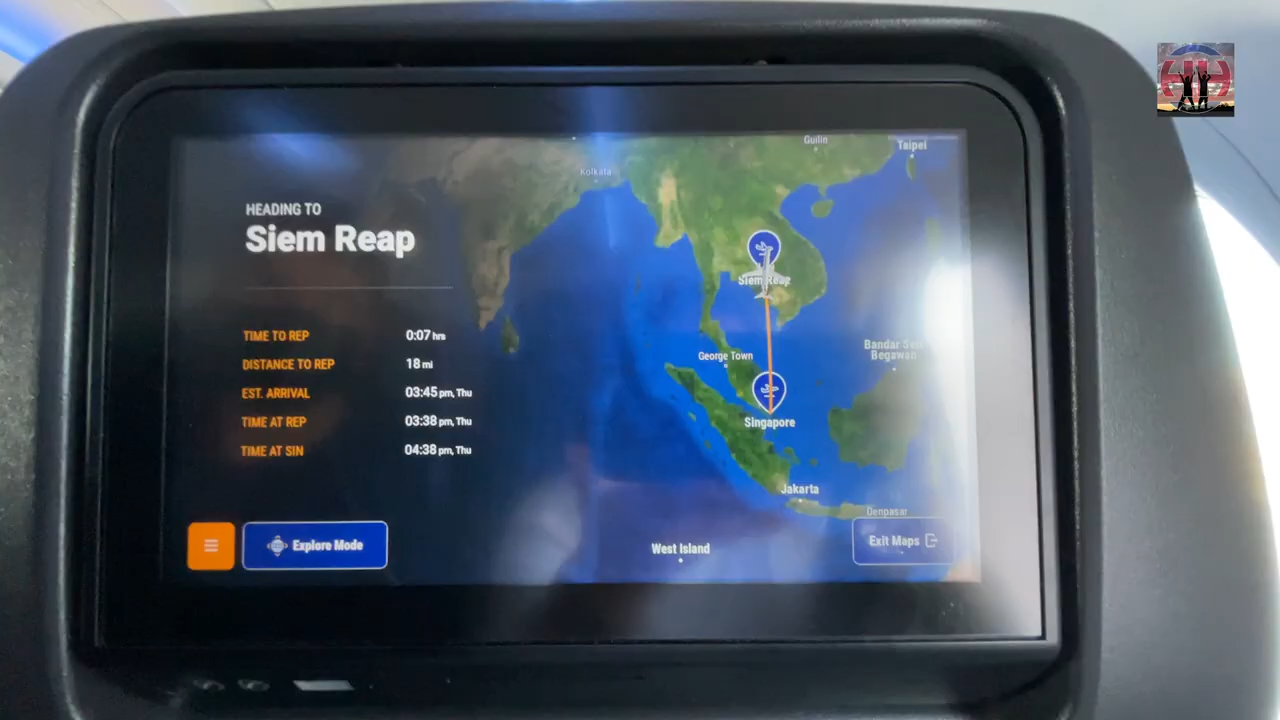 HEADING TO
Siem Reap
TIME TO REP 0:07 hrs
DISTANCE TO REP 18 mi
EST. ARRIVAL 03:45 pm, Thu
TIME AT REP 03:38 pm, Thu
TIME AT SIN 04:38 pm, Thu
Explore Mode
Guilin
Taipei
Kolkata
Siem Reap
George Town
Bandar Seri
Begawan
Singapore
Jakarta
Denpasar
West Island
Exit Maps